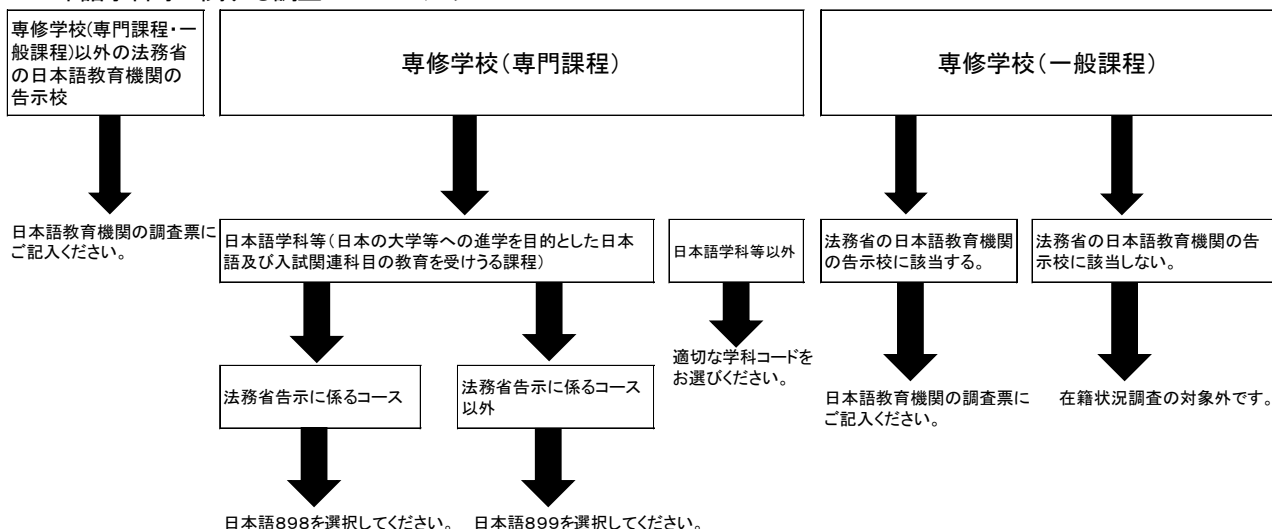 専修学校(専門課程・一
般課程)以外の法務省
の日本語教育機関の
告示校
専修学校(専門課程)
専修学校(一般課程)
日本語教育機関の調査票に
ご記入ください。
日本語学科等(日本の大学等への進学を目的とした日本
語及び入試関連科目の教育を受けうる課程)
日本語学科等以外
法務省の日本語教育機関
の告示校に該当する。
法務省の日本語教育機関の告
示校に該当しない。
法務省告示に係るコース
法務省告示に係るコース
以外
適切な学科コードを
お選びください。
日本語教育機関の調査票に
ご記入ください。
在籍状況調査の対象外です。
日本語898を選択してください。
日本語899を選択してください。